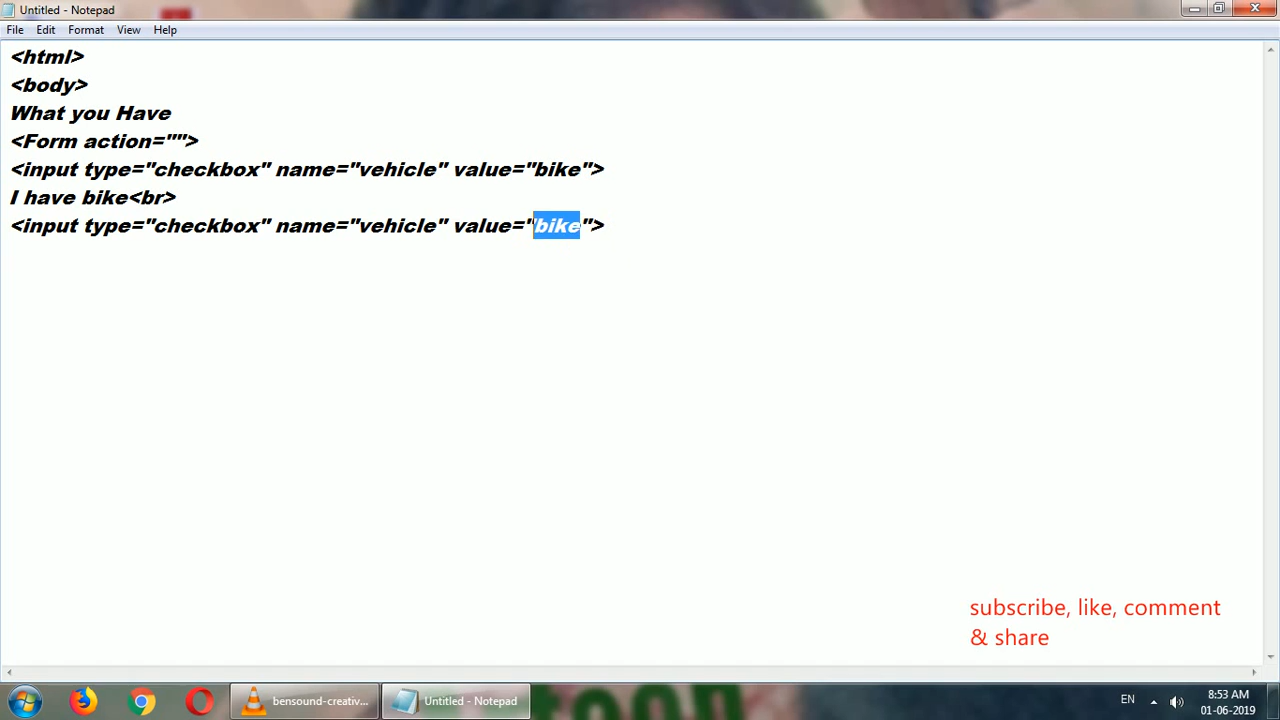 Untitled - Notepad
File Edit Format View Help
<html>
<body>
What you Have
<Form action="">
<input type="checkbox" name="vehicle" value="bike">
I have bike<br>
<input type="checkbox" name="vehicle" value="bike">
subscribe, like, comment
& share
bensound-creativ... Untitled - Notepad EN 8:53 AM
01-06-2019